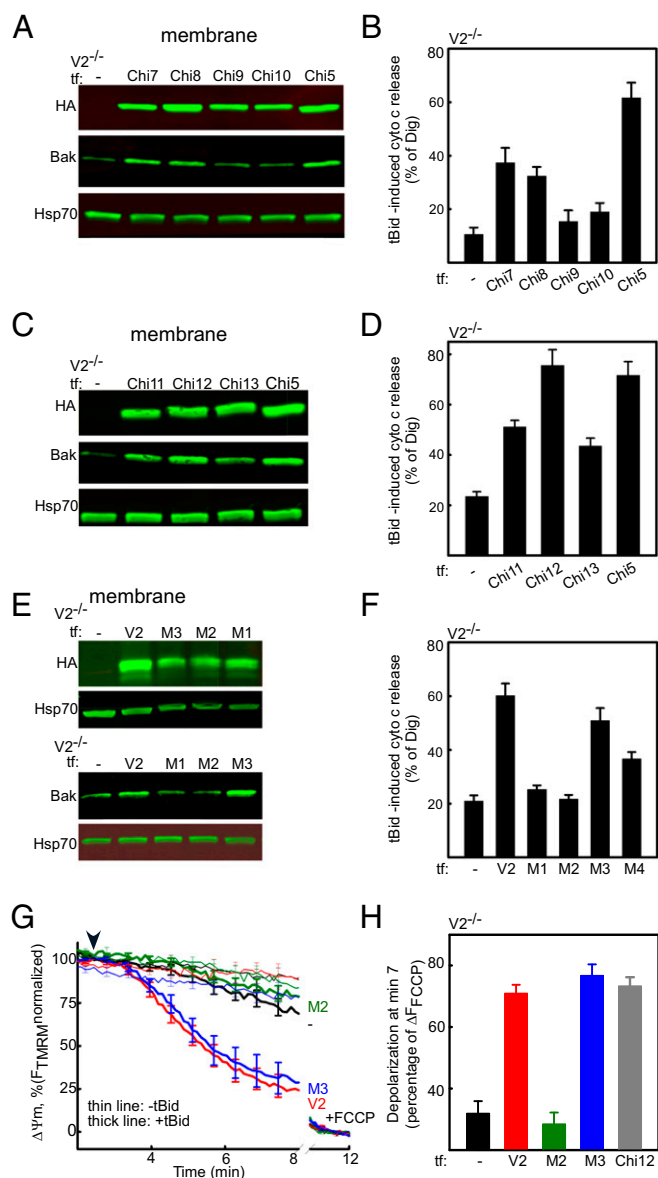 A
membrane
V2-/-
tf: - Chi7 Chi8 Chi9 Chi10 Chi5
HA
Bak
Hsp70
B
V2-/-
tBid -induced cyto c release
(% of Dig)
80
60
40
20
tf: - Chi7 Chi8 Chi9 Chi10 Chi5
C
membrane
V2-/-
tf: - Chi11 Chi12 Chi13 Chi5
HA
Bak
Hsp70
D
V2-/-
tBid -induced cyto c release
(% of Dig)
80
60
40
20
tf: - Chi11 Chi12 Chi13 Chi5
E
membrane
V2-/-
tf: - V2 M3 M2 M1
HA
Hsp70
V2-/-
tf: - V2 M1 M2 M3
Bak
Hsp70
F
V2-/-
tBid -induced cyto c release
(% of Dig)
80
60
40
20
tf: - V2 M1 M2 M3 M4
G
ΔΨm, %(FTMRM normalized)
100
75
50
25
0
M2
-
M3
V2
thin line: -tBid
thick line: +tBid
+FCCP
4 6 8 12
Time (min)
H
V2-/-
Depolarization at min 7
(percentage of ΔFFCCP)
80
60
40
20
tf: - V2 M2 M3 Chi12